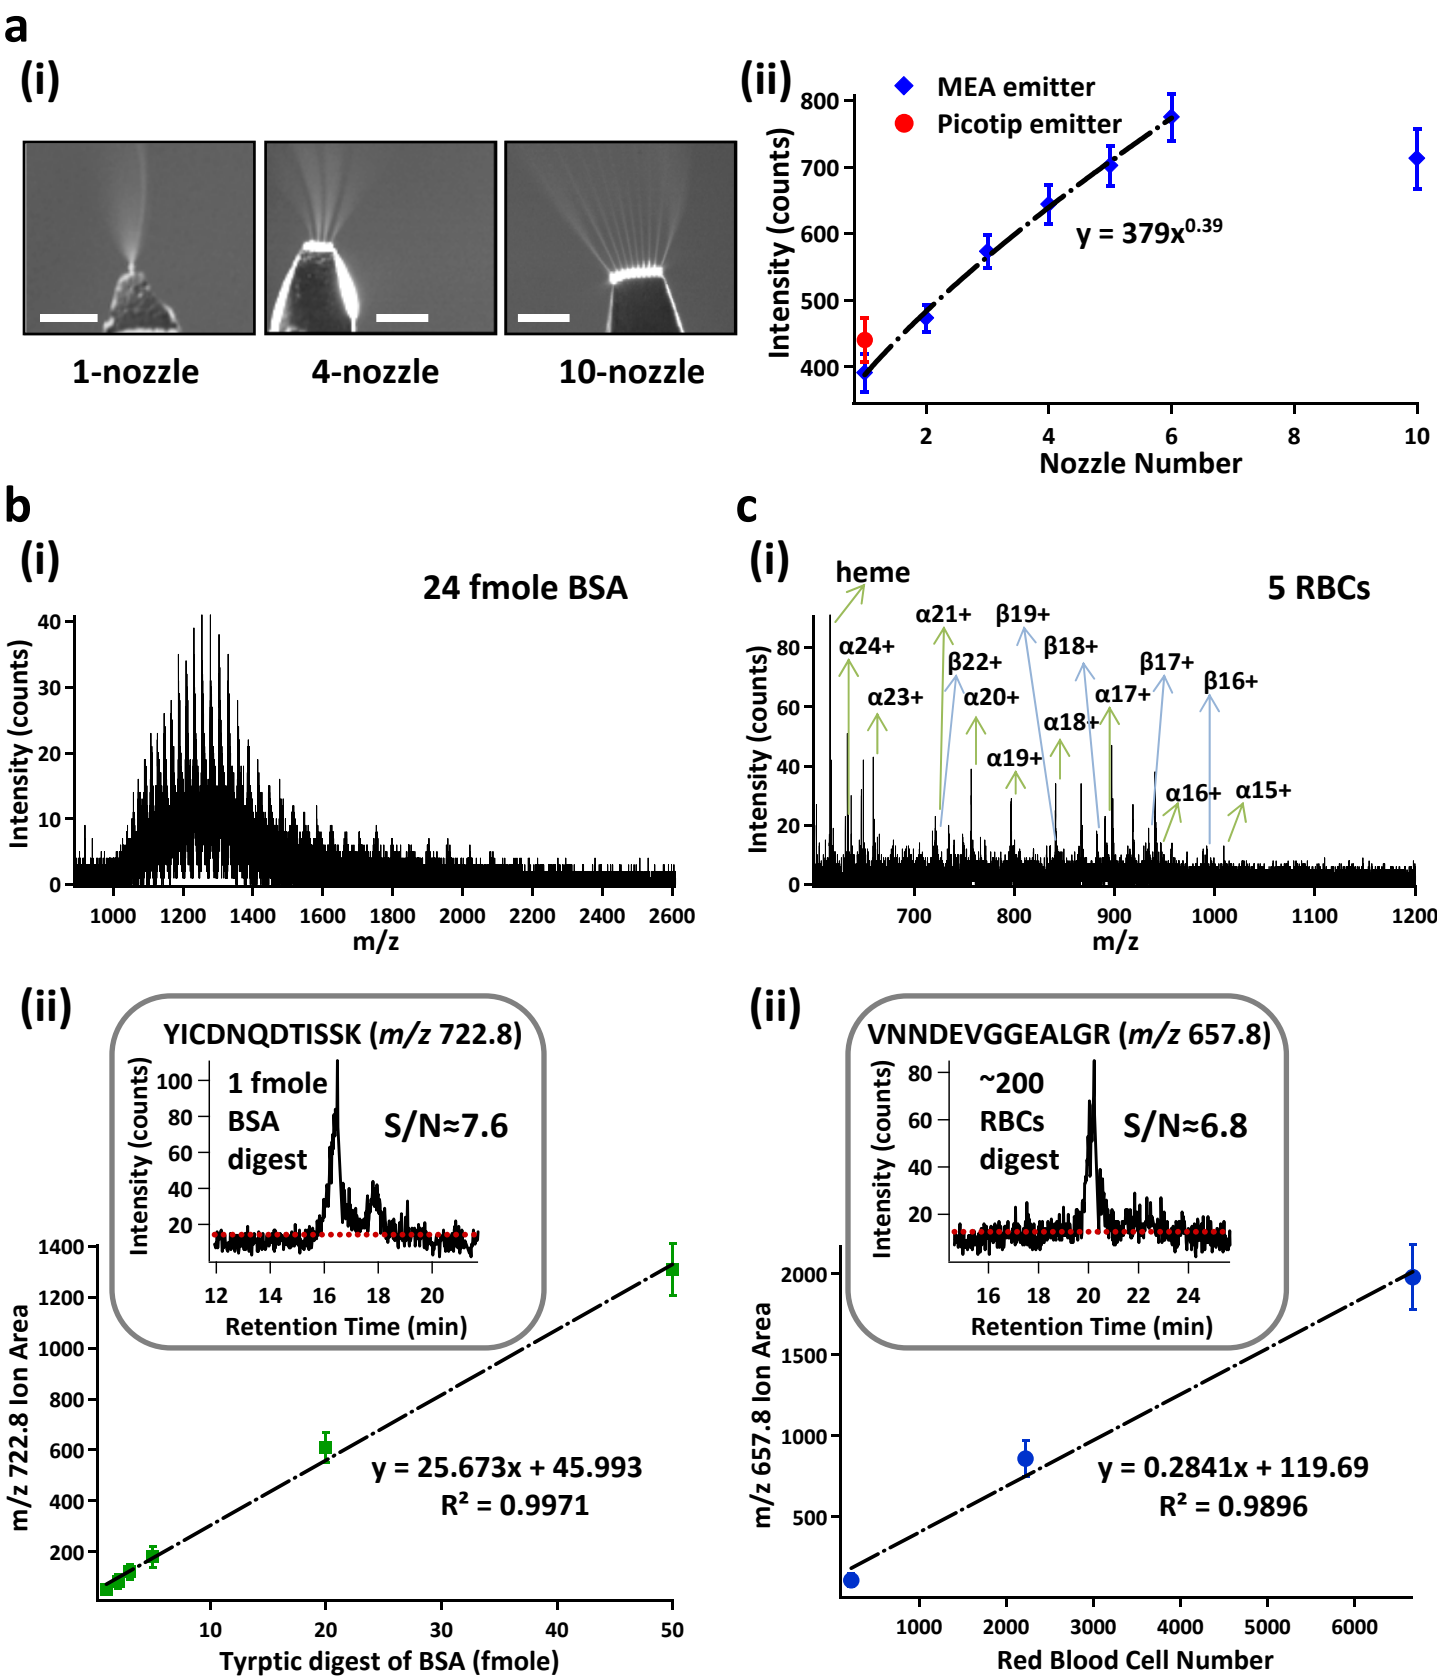 a
(i)
1-nozzle
4-nozzle
10-nozzle
(ii)
MEA emitter
Picotip emitter
Intensity (counts)
800
700
600
500
400
y = 379x^0.39
2
4
6
8
10
Nozzle Number
b
(i)
24 fmole BSA
Intensity (counts)
40
30
20
10
0
1000
1200
1400
1600
1800
2000
2200
2400
2600
m/z
c
(i)
5 RBCs
heme
α24+
α23+
α21+
β22+
α20+
α19+
β19+
β18+
α18+
α17+
β17+
β16+
α16+
α15+
Intensity (counts)
80
60
40
20
0
700
800
900
1000
1100
1200
m/z
(ii)
YICDNQDTISSK (m/z 722.8)
Intensity (counts)
100
80
60
40
20
1 fmole
BSA
digest
S/N≈7.6
12
14
16
18
20
Retention Time (min)
m/z 722.8 Ion Area
1400
1200
1000
800
600
400
200
y = 25.673x + 45.993
R² = 0.9971
10
20
30
40
50
Tyrptic digest of BSA (fmole)
(ii)
VNNDEVGGEALGR (m/z 657.8)
Intensity (counts)
80
60
40
20
~200
RBCs
digest
S/N≈6.8
16
18
20
22
24
Retention Time (min)
m/z 657.8 Ion Area
2000
1500
1000
500
y = 0.2841x + 119.69
R² = 0.9896
1000
2000
3000
4000
5000
6000
Red Blood Cell Number